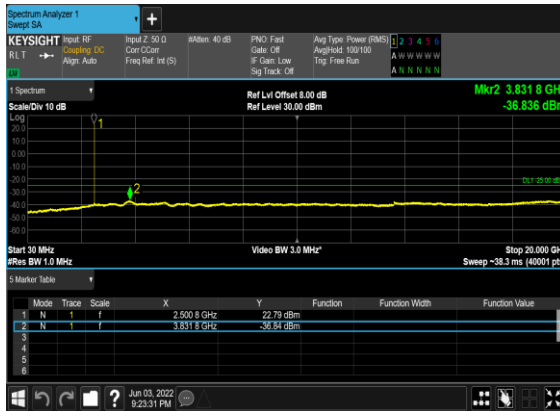 Spectrum Analyzer 1
Swept SA
KEYSIGHT
RLT
Input: RF
Coupling: DC
Align: Auto
Input Z: 50 Ω
Corr CCorr
Freq Ref: Int (S)
#Atten: 40 dB
PNO: Fast
Gate: Off
IF Gain: Low
Sig Track: Off
Avg Type: Power (RMS)
Avg|Hold: 100/100
Trig: Free Run
1 2 3 4 5 6
A W W W W W
A N N N N N
1 Spectrum
Scale/Div 10 dB
Ref Lvl Offset 8.00 dB
Ref Level 30.00 dBm
Mkr2 3.831 8 GHz
-36.836 dBm
Log
20.0
10.0
0.00
-10.0
-20.0
-30.0
-40.0
-50.0
-60.0
1
2
DL1 -25.00 dB
Start 30 MHz
#Res BW 1.0 MHz
Video BW 3.0 MHz*
Stop 20.000 GH
Sweep ~38.3 ms (40001 pt
5 Marker Table
Mode Trace Scale X Y Function Function Width Function Value
1 N 1 f 2.500 8 GHz 22.79 dBm
2 N 1 f 3.831 8 GHz -36.84 dBm
3
4
5
6
?
Jun 03, 2022
9:23:31 PM